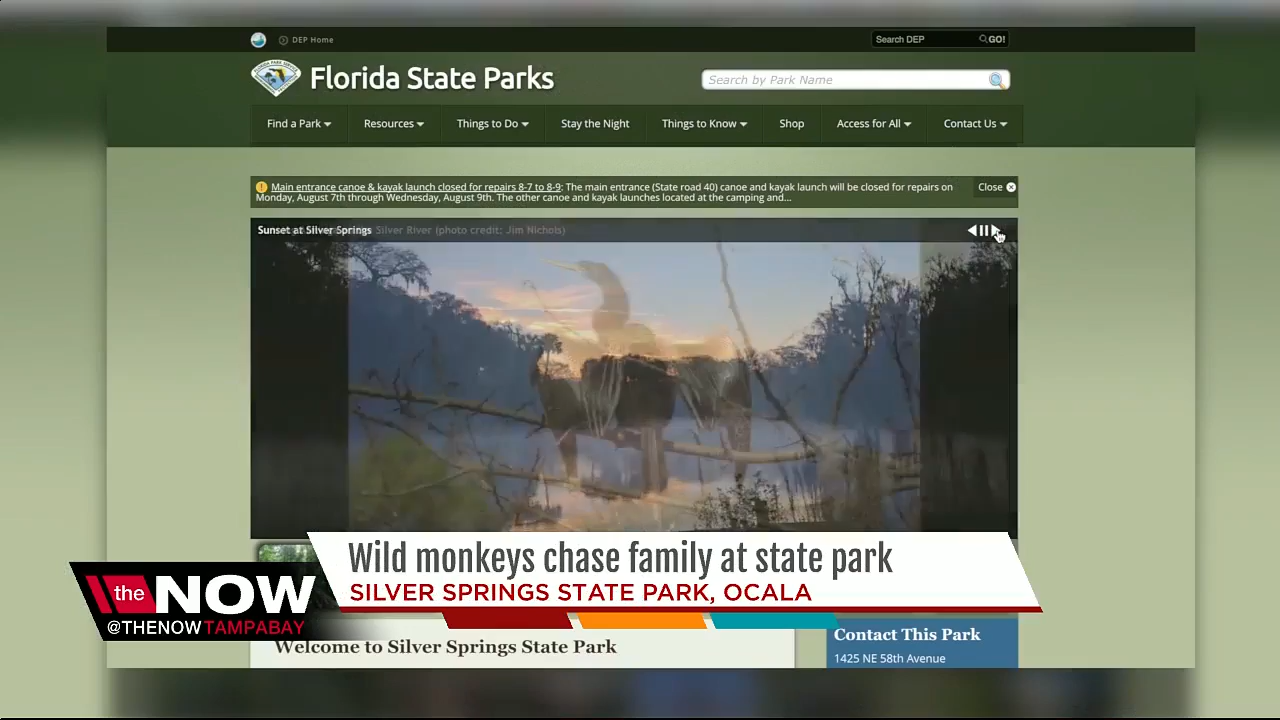 DEP Home
Search DEP GO!
Florida State Parks
Search by Park Name
Find a Park Resources Things to Do Stay the Night Things to Know Shop Access for All Contact Us
Main entrance canoe & kayak launch closed for repairs 8-7 to 8-9: The main entrance (State road 40) canoe and kayak launch will be closed for repairs on
Monday, August 7th through Wednesday, August 9th. The other canoe and kayak launches located at the camping and...
Close
Sunset at Silver Springs
Silver River (photo credit: Jim Nichols)
Wild monkeys chase family at state park
SILVER SPRINGS STATE PARK, OCALA
the NOW
@THENOWTAMPABAY
Welcome to Silver Springs State Park
Contact This Park
1425 NE 58th Avenue